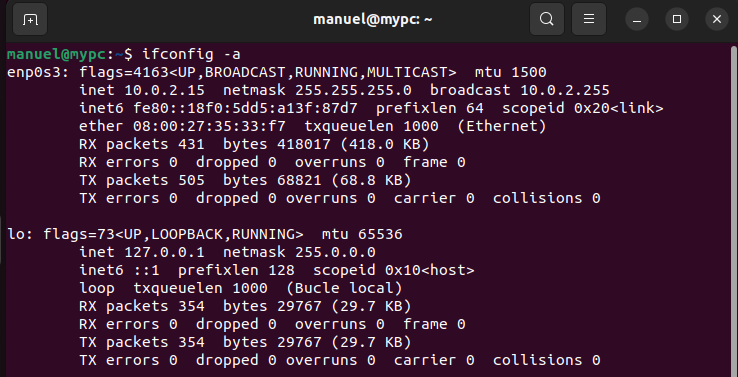 manuel@mypc: ~
manuel@mypc:~$ ifconfig -a
enp0s3: flags=4163<UP,BROADCAST,RUNNING,MULTICAST>  mtu 1500
        inet 10.0.2.15  netmask 255.255.255.0  broadcast 10.0.2.255
        inet6 fe80::18f0:5dd5:a13f:87d7  prefixlen 64  scopeid 0x20<link>
        ether 08:00:27:35:33:f7  txqueuelen 1000  (Ethernet)
        RX packets 431  bytes 418017 (418.0 KB)
        RX errors 0  dropped 0  overruns 0  frame 0
        TX packets 505  bytes 68821 (68.8 KB)
        TX errors 0  dropped 0 overruns 0  carrier 0  collisions 0

lo: flags=73<UP,LOOPBACK,RUNNING>  mtu 65536
        inet 127.0.0.1  netmask 255.0.0.0
        inet6 ::1  prefixlen 128  scopeid 0x10<host>
        loop  txqueuelen 1000  (Bucle local)
        RX packets 354  bytes 29767 (29.7 KB)
        RX errors 0  dropped 0  overruns 0  frame 0
        TX packets 354  bytes 29767 (29.7 KB)
        TX errors 0  dropped 0 overruns 0  carrier 0  collisions 0